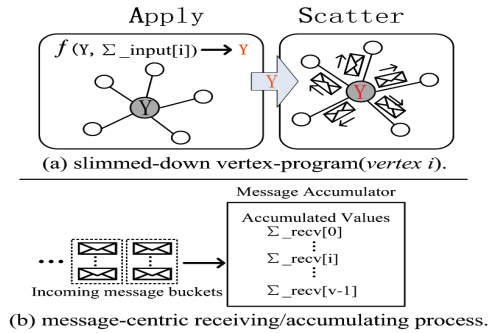 Apply
Scatter
f (Y, Σ_input[i]) → Y
Y
Y
Y
(a) slimmed-down vertex-program(vertex i).
Message Accumulator
Accumulated Values
Σ_recv[0]
⋮
Σ_recv[i]
⋮
Σ_recv[v-1]
...
Incoming message buckets
(b) message-centric receiving/accumulating process.